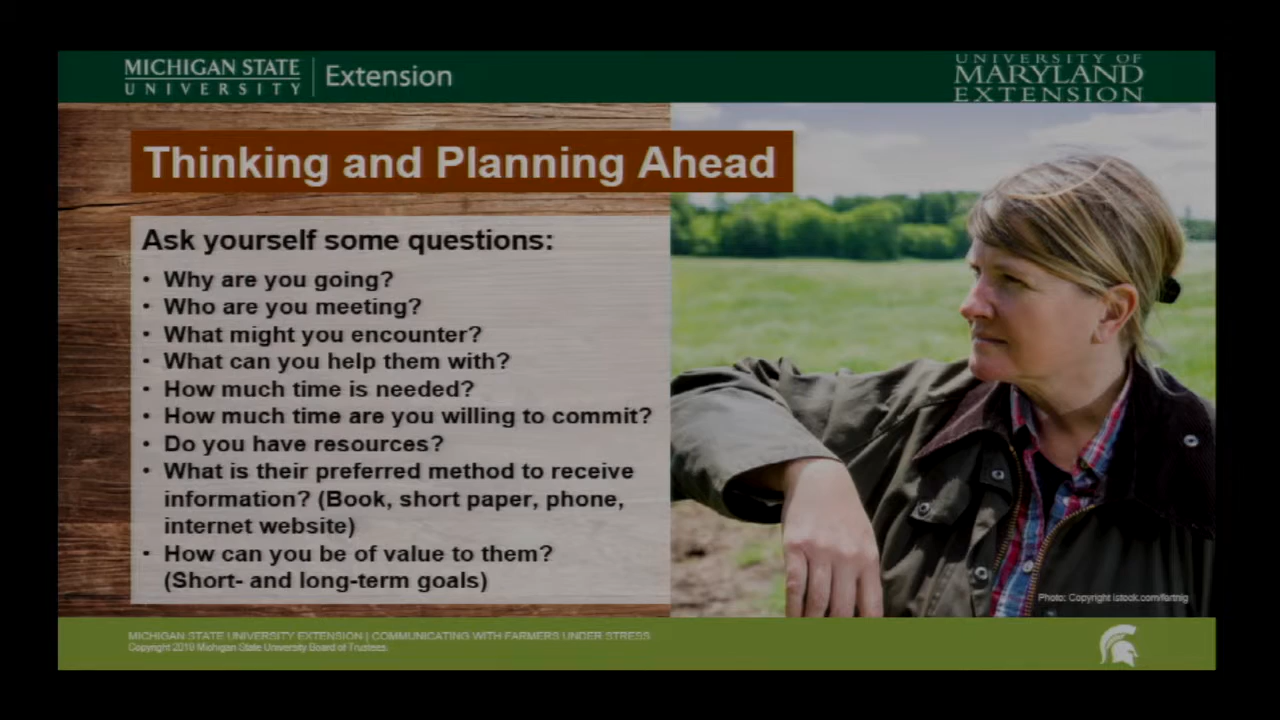 MICHIGAN STATE
UNIVERSITY
Extension
UNIVERSITY OF
MARYLAND
EXTENSION
Thinking and Planning Ahead
Ask yourself some questions:
• Why are you going?
• Who are you meeting?
• What might you encounter?
• What can you help them with?
• How much time is needed?
• How much time are you willing to commit?
• Do you have resources?
• What is their preferred method to receive
information? (Book, short paper, phone,
internet website)
• How can you be of value to them?
(Short- and long-term goals)
Photo: Copyright istock.com/
MICHIGAN STATE UNIVERSITY EXTENSION | COMMUNICATING WITH FARMERS UNDER STRESS
Copyright 2019 Michigan State University Board of Trustees